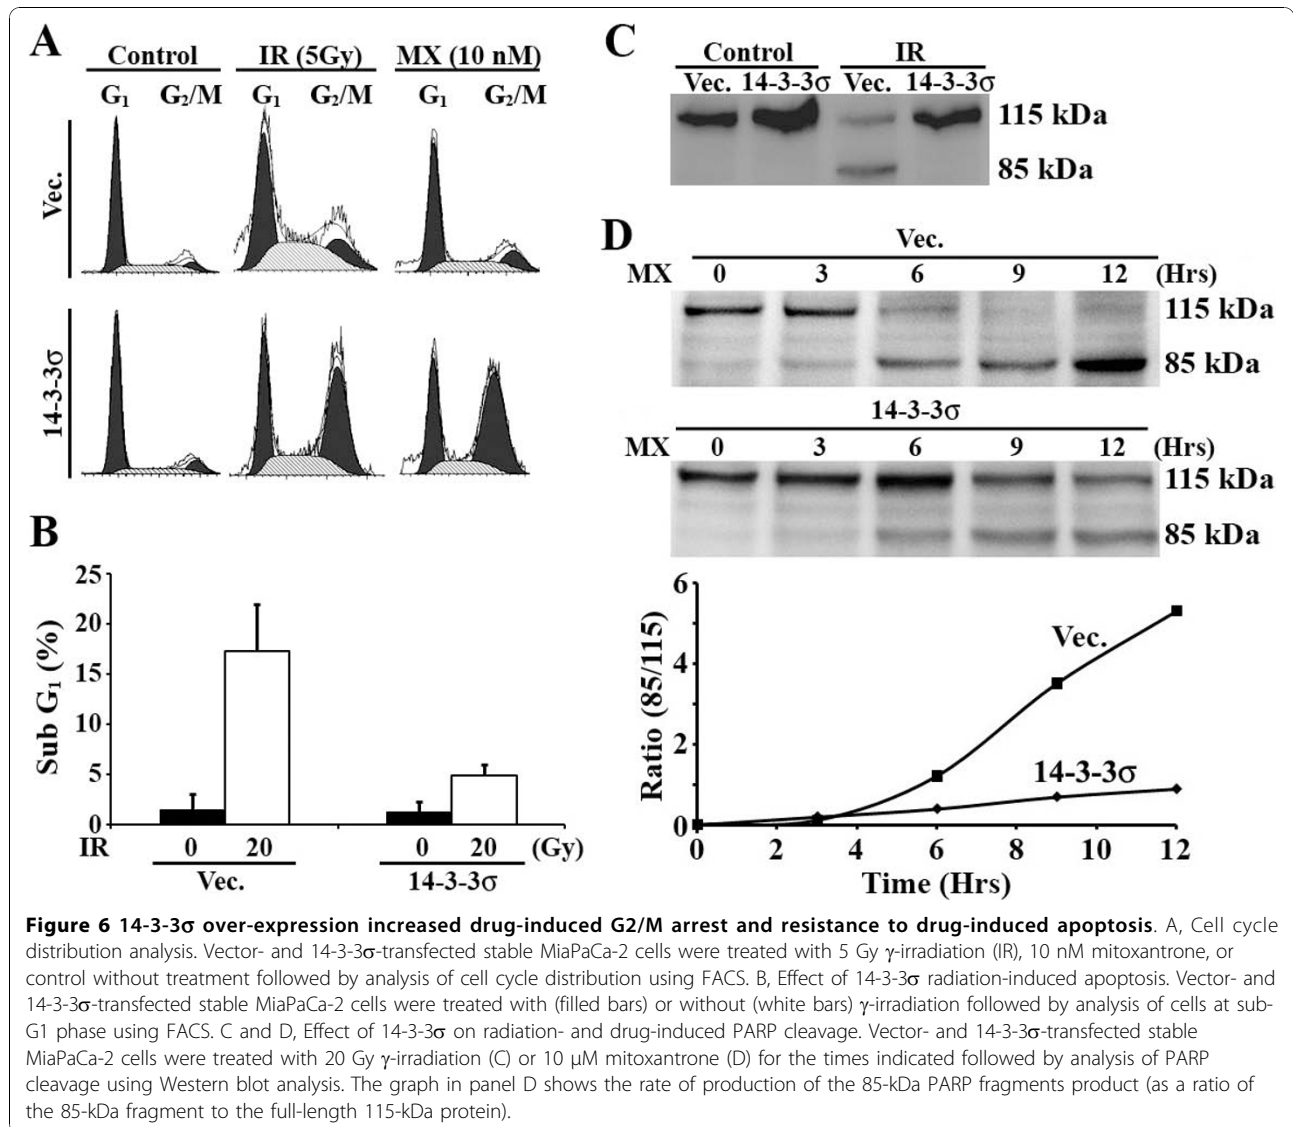 A
Control IR (5Gy) MX (10 nM)
G₁ G₂/M G₁ G₂/M G₁ G₂/M
Vec.
14-3-3σ
B
Sub G₁ (%)
25
20
15
10
5
0
IR 0 20 0 20 (Gy)
Vec. 14-3-3σ
C
Control IR
Vec. 14-3-3σ Vec. 14-3-3σ
115 kDa
85 kDa
D
Vec.
MX 0 3 6 9 12 (Hrs)
115 kDa
85 kDa
14-3-3σ
MX 0 3 6 9 12 (Hrs)
115 kDa
85 kDa
Ratio (85/115)
6
4
2
0
Vec.
14-3-3σ
0 2 4 6 8 10 12
Time (Hrs)
Figure 6 14-3-3σ over-expression increased drug-induced G2/M arrest and resistance to drug-induced apoptosis. A, Cell cycle
distribution analysis. Vector- and 14-3-3σ-transfected stable MiaPaCa-2 cells were treated with 5 Gy γ-irradiation (IR), 10 nM mitoxantrone, or
control without treatment followed by analysis of cell cycle distribution using FACS. B, Effect of 14-3-3σ radiation-induced apoptosis. Vector- and
14-3-3σ-transfected stable MiaPaCa-2 cells were treated with (filled bars) or without (white bars) γ-irradiation followed by analysis of cells at sub-
G1 phase using FACS. C and D, Effect of 14-3-3σ on radiation- and drug-induced PARP cleavage. Vector- and 14-3-3σ-transfected stable
MiaPaCa-2 cells were treated with 20 Gy γ-irradiation (C) or 10 μM mitoxantrone (D) for the times indicated followed by analysis of PARP
cleavage using Western blot analysis. The graph in panel D shows the rate of production of the 85-kDa PARP fragments product (as a ratio of
the 85-kDa fragment to the full-length 115-kDa protein).